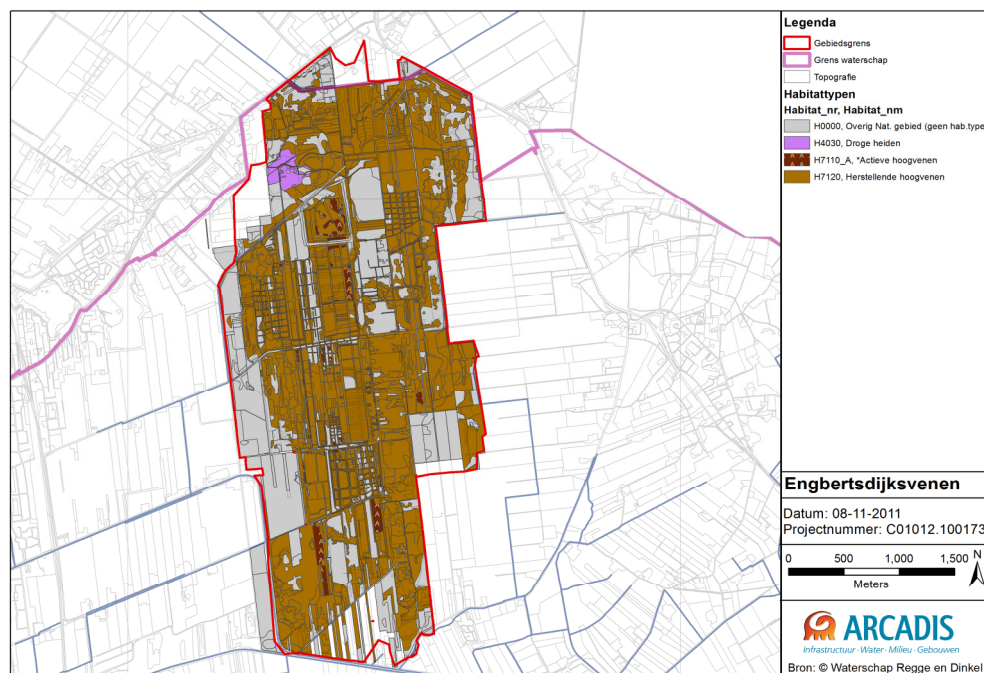 Legenda
Gebiedsgrens
Grens waterschap
Topografie
Habitattypen
Habitat_nr, Habitat_nm
H0000, Overig Nat. gebied (geen hab.type
H4030, Droge heiden
H7110_A, *Actieve hoogvenen
H7120, Herstellende hoogvenen
Engbertsdijksvenen
Datum: 08-11-2011
Projectnummer: C01012.100173
0 500 1,000 1,500 N
Meters
ARCADIS
Infrastructuur · Water · Milieu · Gebouwen
Bron: © Waterschap Regge en Dinkel